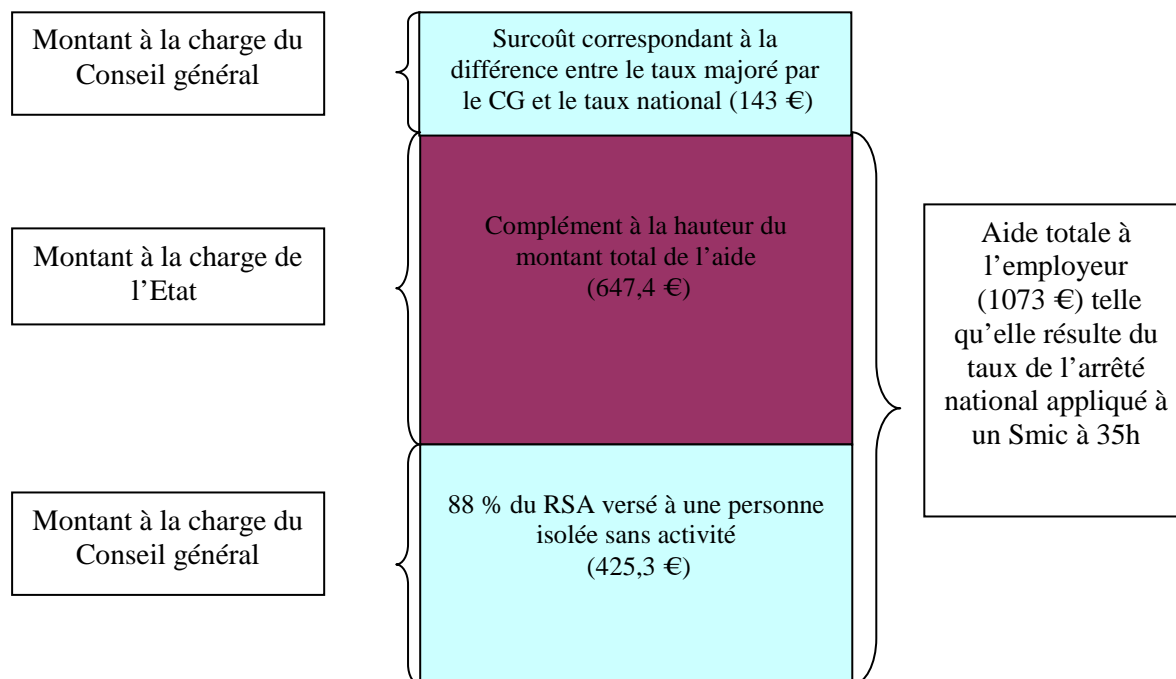 Montant à la charge du
Conseil général
Surcoût correspondant à la
différence entre le taux majoré par
le CG et le taux national (143 €)
Montant à la charge de
l’Etat
Complément à la hauteur du
montant total de l’aide
(647,4 €)
Aide totale à
l’employeur
(1073 €) telle
qu’elle résulte du
taux de l’arrêté
national appliqué à
un Smic à 35h
Montant à la charge du
Conseil général
88 % du RSA versé à une personne
isolée sans activité
(425,3 €)